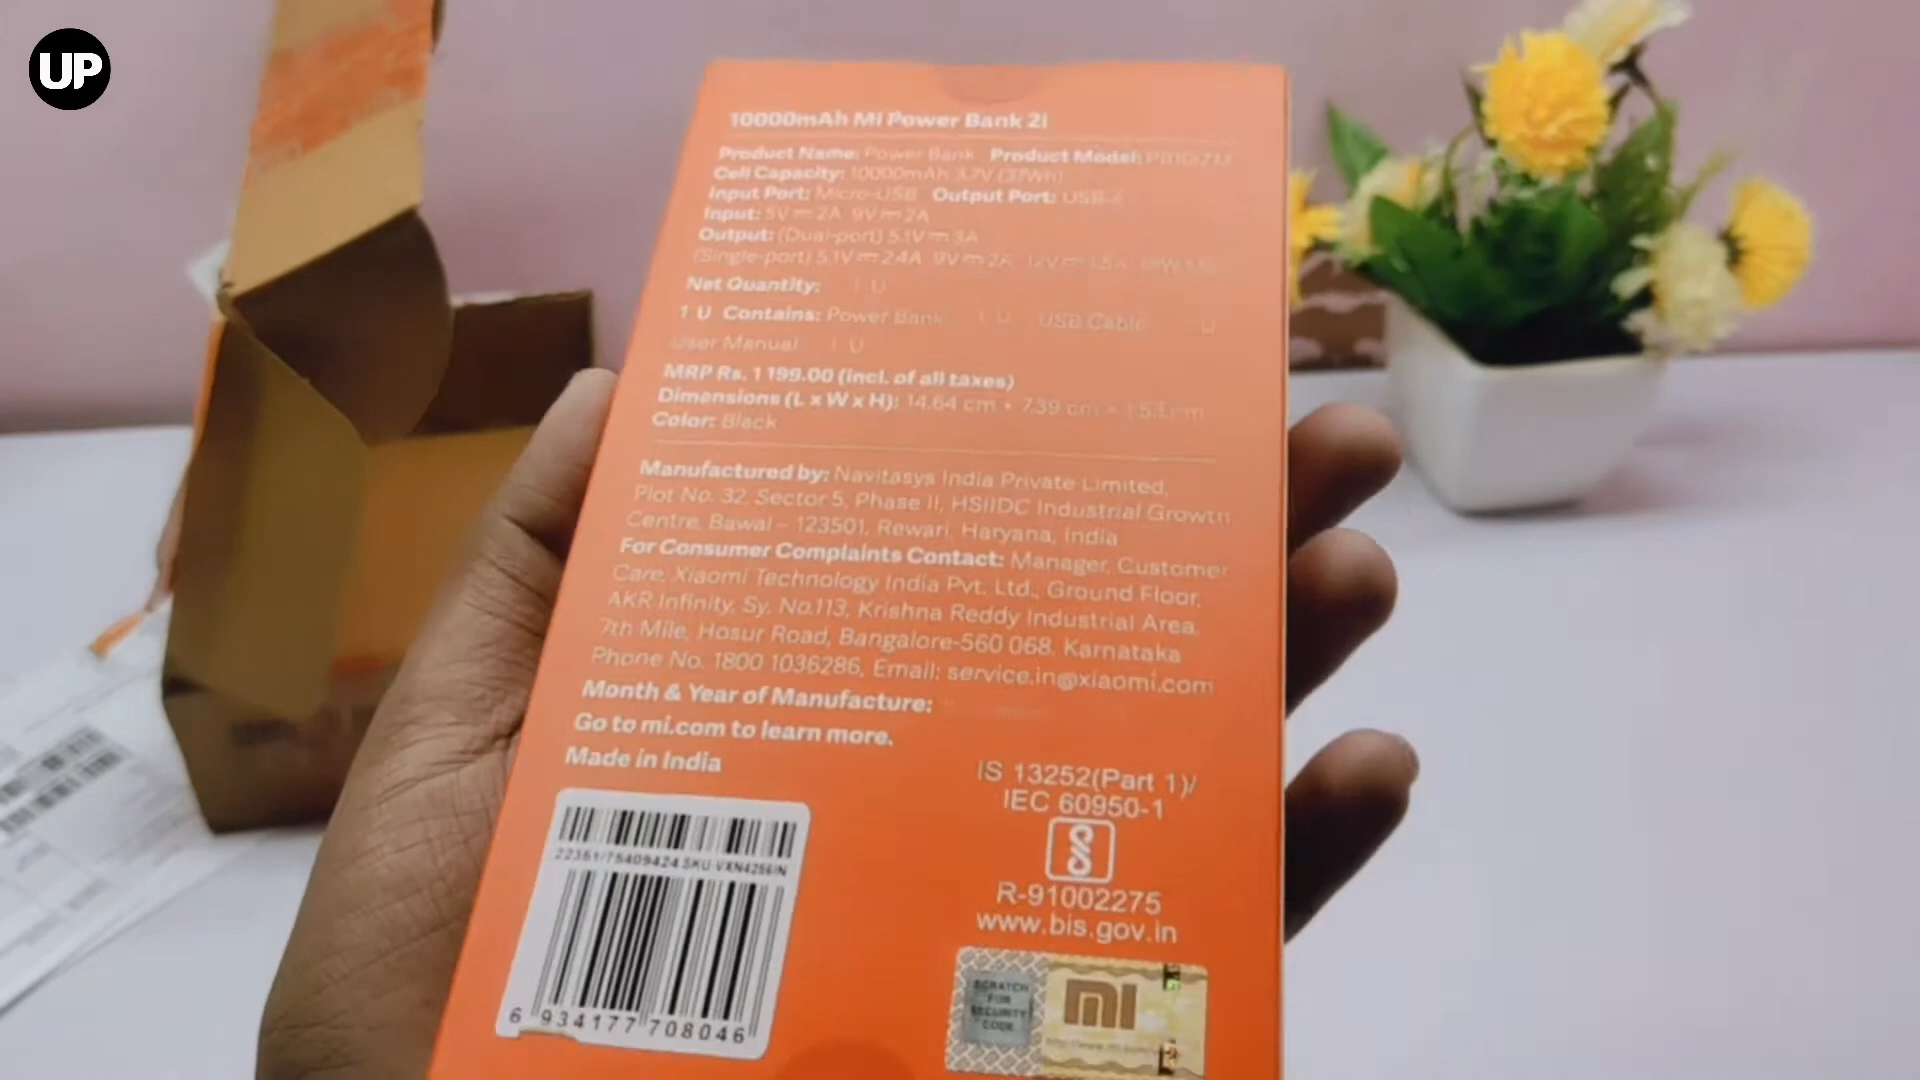 UP
10000mAh Mi Power Bank 2i
Product Name: Power Bank Product Model:
Cell Capacity: 10000mAh 3.7V (37Wh)
Input Port: Micro-USB Output Port:
Input: 5V⎓2A 9V⎓2A
Output: (Dual-port) 5.1V⎓3A
(Single-port) 5.1V⎓2.4A 9V⎓2A 12V⎓1.5A
Net Quantity: 1 U
1 U Contains: Power Bank 1 U USB Cable U
User Manual 1 U
MRP Rs. 1 199.00 (incl. of all taxes)
Dimensions (L x W x H): 14.64 cm × 7.39 cm ×
Color: Black
Manufactured by: Navitasys India Private Limited,
Plot No. 32, Sector 5, Phase II, HSIIDC Industrial Growth
Centre, Bawal – 123501, Rewari, Haryana, India
For Consumer Complaints Contact: Manager, Customer
Care, Xiaomi Technology India Pvt. Ltd., Ground Floor,
AKR Infinity, Sy. No.113, Krishna Reddy Industrial Area,
7th Mile, Hosur Road, Bangalore-560 068, Karnataka
Phone No. 1800 1036286, Email: service.in@xiaomi.com
Month & Year of Manufacture:
Go to mi.com to learn more.
Made in India
IS 13252(Part 1)/
IEC 60950-1
R-91002275
www.bis.gov.in
22351/75409424 SKU:VXN4256IN
6 934177 708046
SCRATCH
FOR
SECURITY
CODE
MI